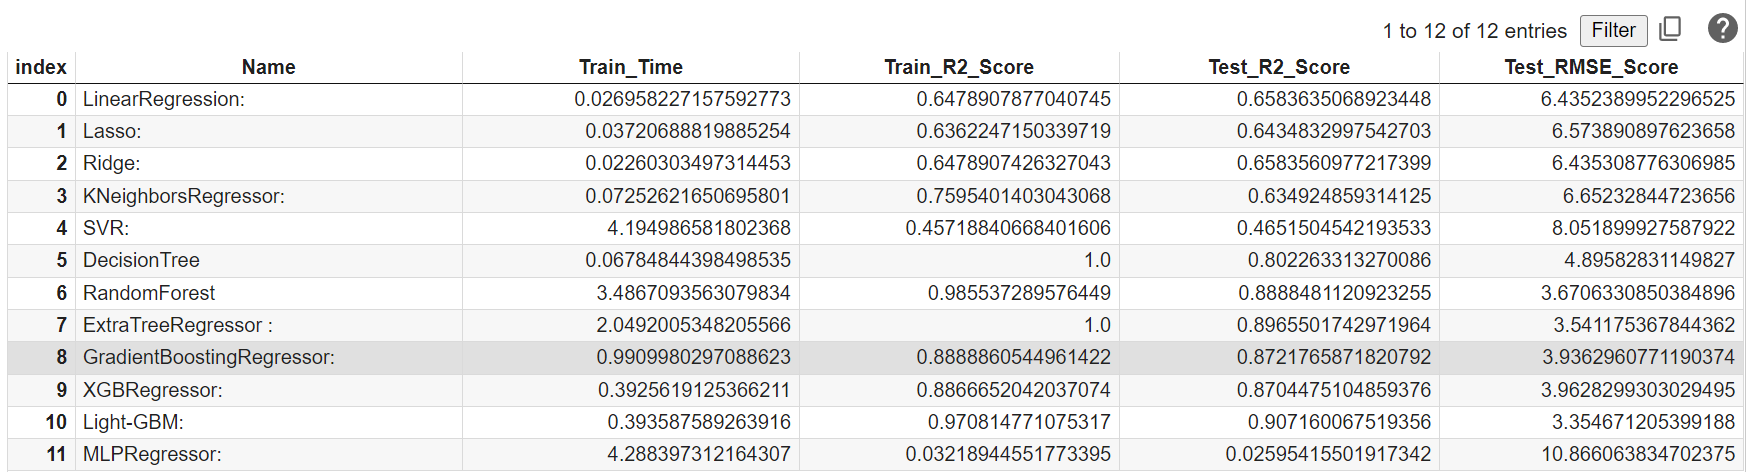 1 to 12 of 12 entries Filter ?
index Name Train_Time Train_R2_Score Test_R2_Score Test_RMSE_Score
0 LinearRegression: 0.026958227157592773 0.6478907877040745 0.6583635068923448 6.4352389952296525
1 Lasso: 0.03720688819885254 0.6362247150339719 0.6434832997542703 6.573890897623658
2 Ridge: 0.02260303497314453 0.6478907426327043 0.6583560977217399 6.435308776306985
3 KNeighborsRegressor: 0.07252621650695801 0.7595401403043068 0.634924859314125 6.65232844723656
4 SVR: 4.194986581802368 0.45718840668401606 0.4651504542193533 8.051899927587922
5 DecisionTree 0.06784844398498535 1.0 0.802263313270086 4.89582831149827
6 RandomForest 3.4867093563079834 0.985537289576449 0.8888481120923255 3.6706330850384896
7 ExtraTreeRegressor : 2.0492005348205566 1.0 0.8965501742971964 3.541175367844362
8 GradientBoostingRegressor: 0.9909980297088623 0.8888860544961422 0.8721765871820792 3.9362960771190374
9 XGBRegressor: 0.3925619125366211 0.8866652042037074 0.8704475104859376 3.9628299303029495
10 Light-GBM: 0.393587589263916 0.970814771075317 0.907160067519356 3.354671205399188
11 MLPRegressor: 4.288397312164307 0.03218944551773395 0.02595415501917342 10.866063834702375